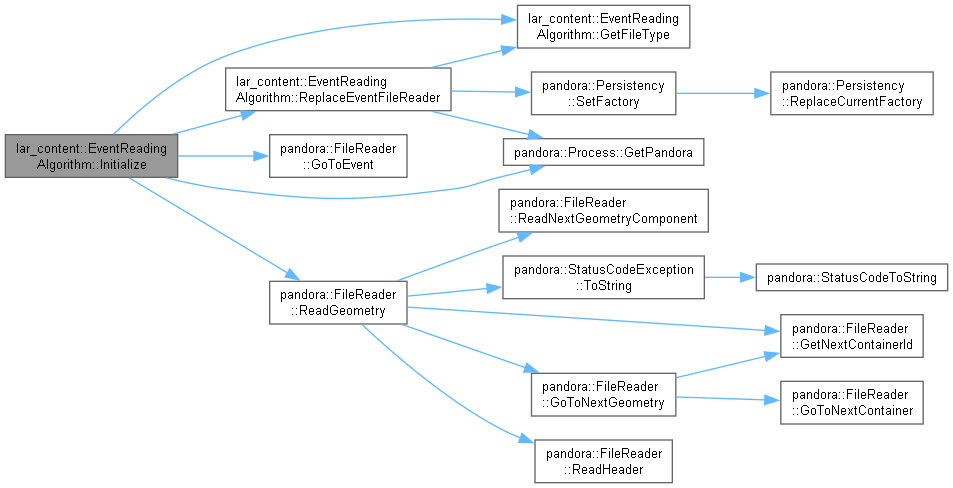 lar_content::EventReading
Algorithm::GetFileType
lar_content::EventReading
Algorithm::ReplaceEventFileReader
pandora::Persistency
::SetFactory
pandora::Persistency
::ReplaceCurrentFactory
lar_content::EventReading
Algorithm::Initialize
pandora::FileReader
::GoToEvent
pandora::Process::GetPandora
pandora::FileReader
::ReadNextGeometryComponent
pandora::StatusCodeException
::ToString
pandora::StatusCodeToString
pandora::FileReader
::ReadGeometry
pandora::FileReader
::GetNextContainerId
pandora::FileReader
::GoToNextGeometry
pandora::FileReader
::GoToNextContainer
pandora::FileReader
::ReadHeader